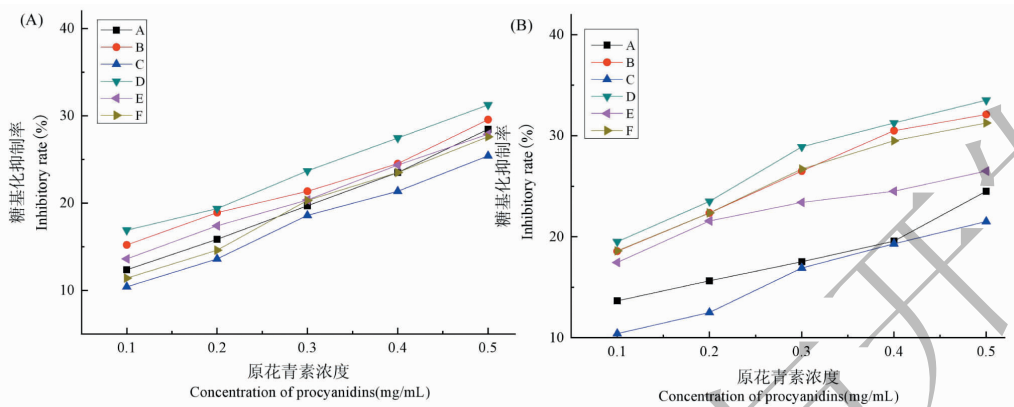 (A)
40
30
20
10
A
B
C
D
E
F
糖基化抑制率
Inhibitory rate(%)
0.1 0.2 0.3 0.4 0.5
原花青素浓度
Concentration of procyanidins(mg/mL)
(B)
40
30
20
10
A
B
C
D
E
F
糖基化抑制率
Inhibitory rate(%)
0.1 0.2 0.3 0.4 0.5
原花青素浓度
Concentration of procyanidins(mg/mL)